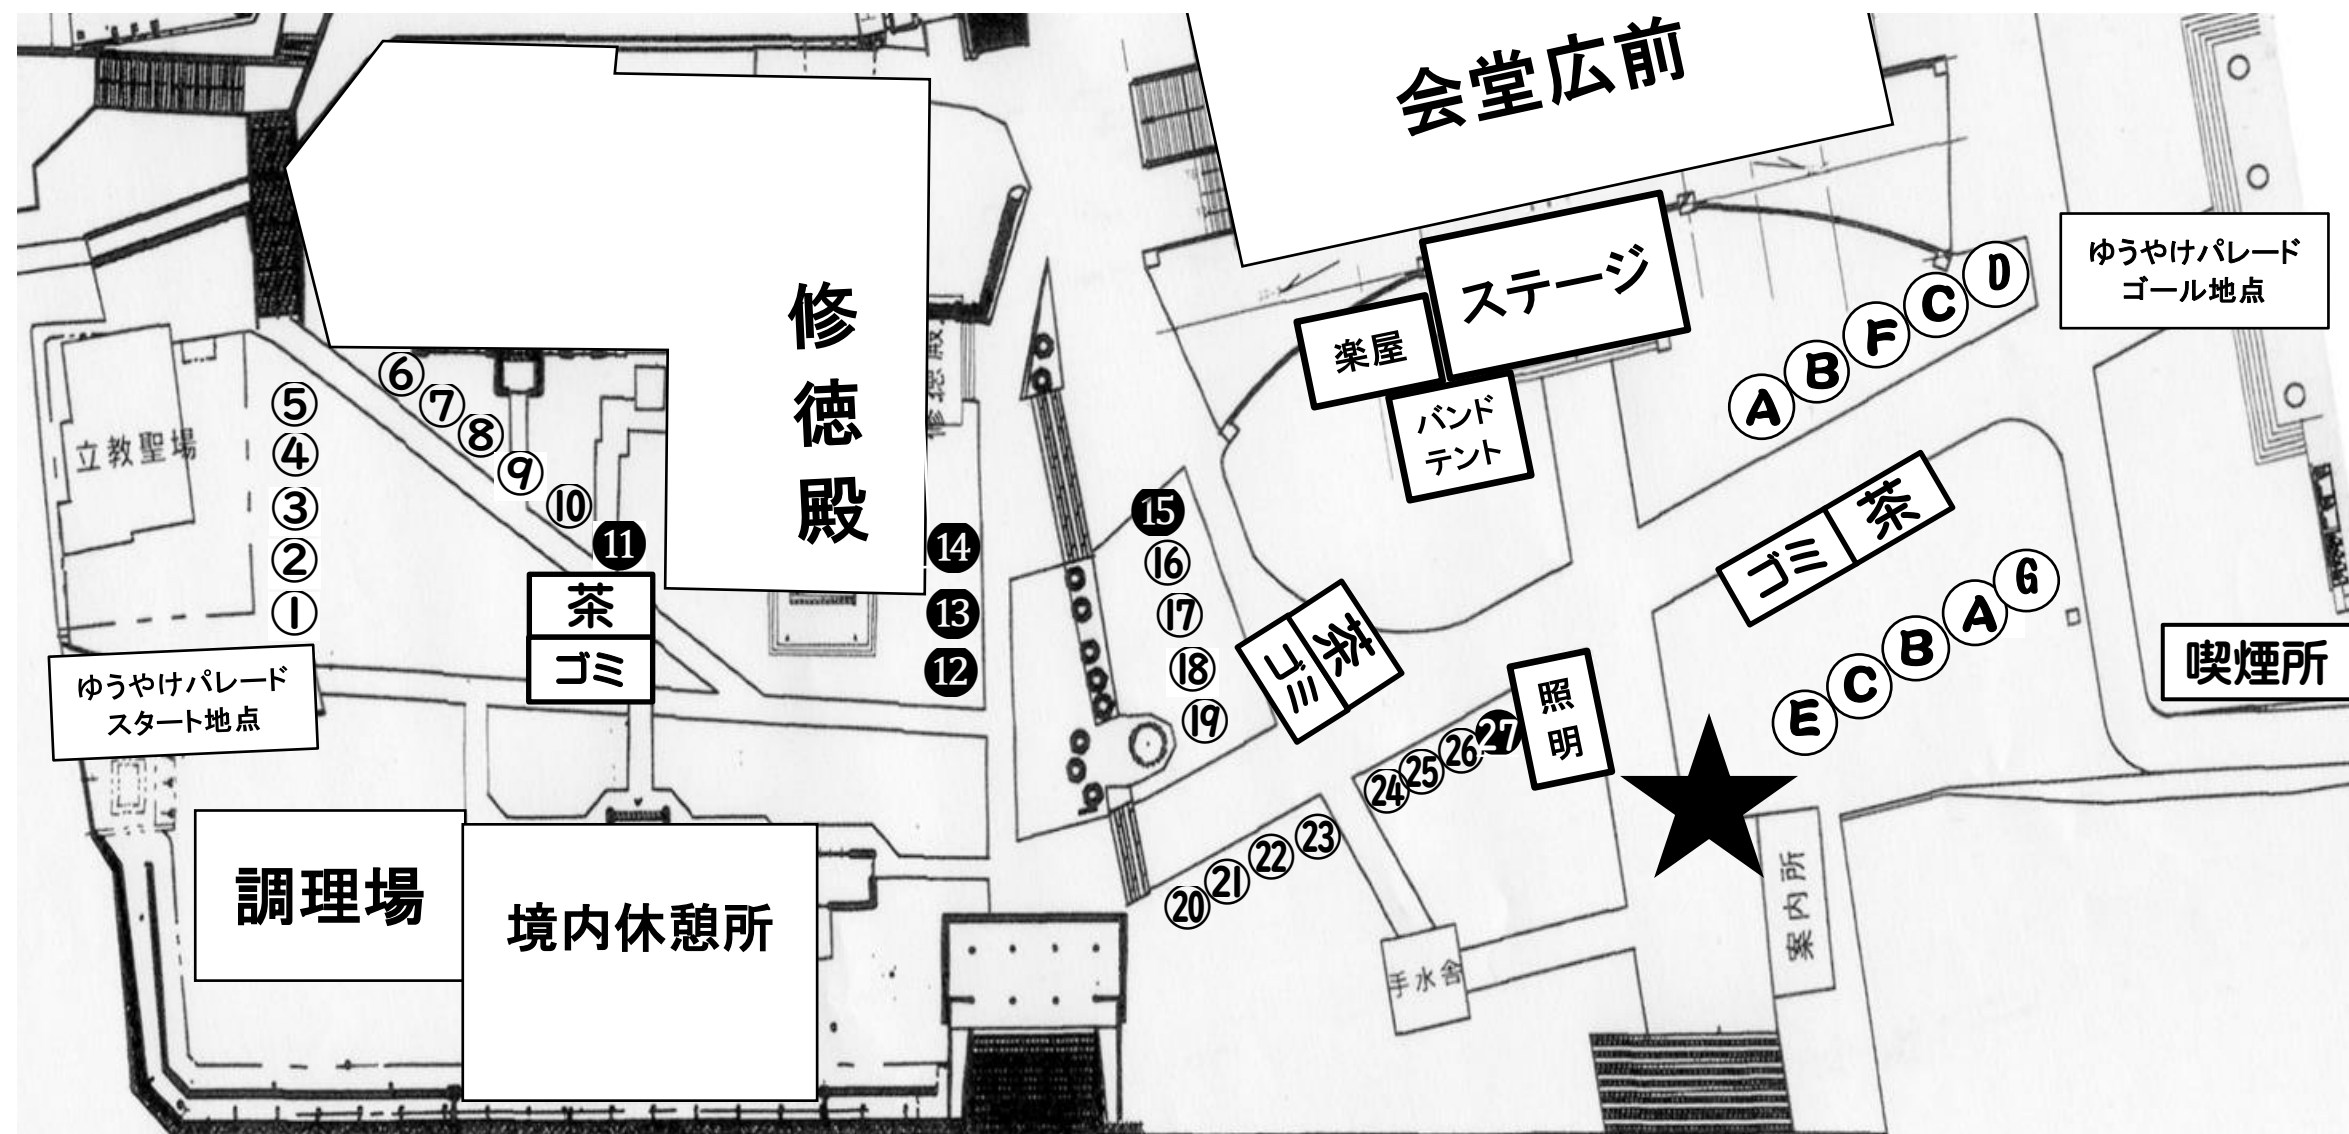 会堂広前
修徳殿
ステージ
楽屋
バンド
テント
ゆうやけパレード
ゴール地点
Ⓐ
Ⓑ
Ⓕ
Ⓒ
Ⓓ
立教聖場
⑤
④
③
②
①
⑥
⑦
⑧
⑨
⑩
⓫
茶
ゴミ
⓮
⓭
⓬
⓯
⑯
⑰
⑱
⑲
ゴミ
茶
ゴミ
茶
Ⓔ
Ⓒ
Ⓑ
Ⓐ
Ⓖ
喫煙所
ゆうやけパレード
スタート地点
照明
⑳
㉑
㉒
㉓
㉔
㉕
㉖
27
★
調理場
境内休憩所
手水舎
案内所